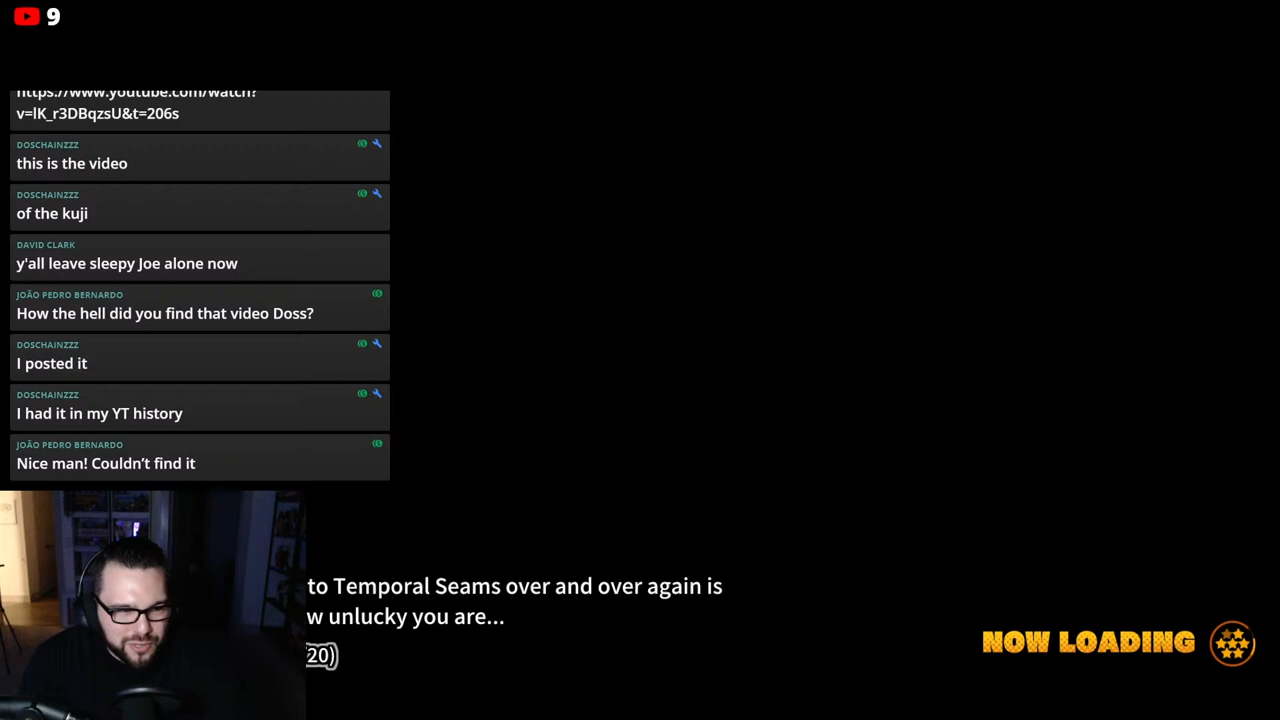 9
https://www.youtube.com/watch?
v=lK_r3DBqzsU&t=206s
DOSCHAINZZZ
this is the video
DOSCHAINZZZ
of the kuji
DAVID CLARK
y'all leave sleepy Joe alone now
JOÃO PEDRO BERNARDO
How the hell did you find that video Doss?
DOSCHAINZZZ
I posted it
DOSCHAINZZZ
I had it in my YT history
JOÃO PEDRO BERNARDO
Nice man! Couldn’t find it
to Temporal Seams over and over again is
w unlucky you are...
20)
NOW LOADING